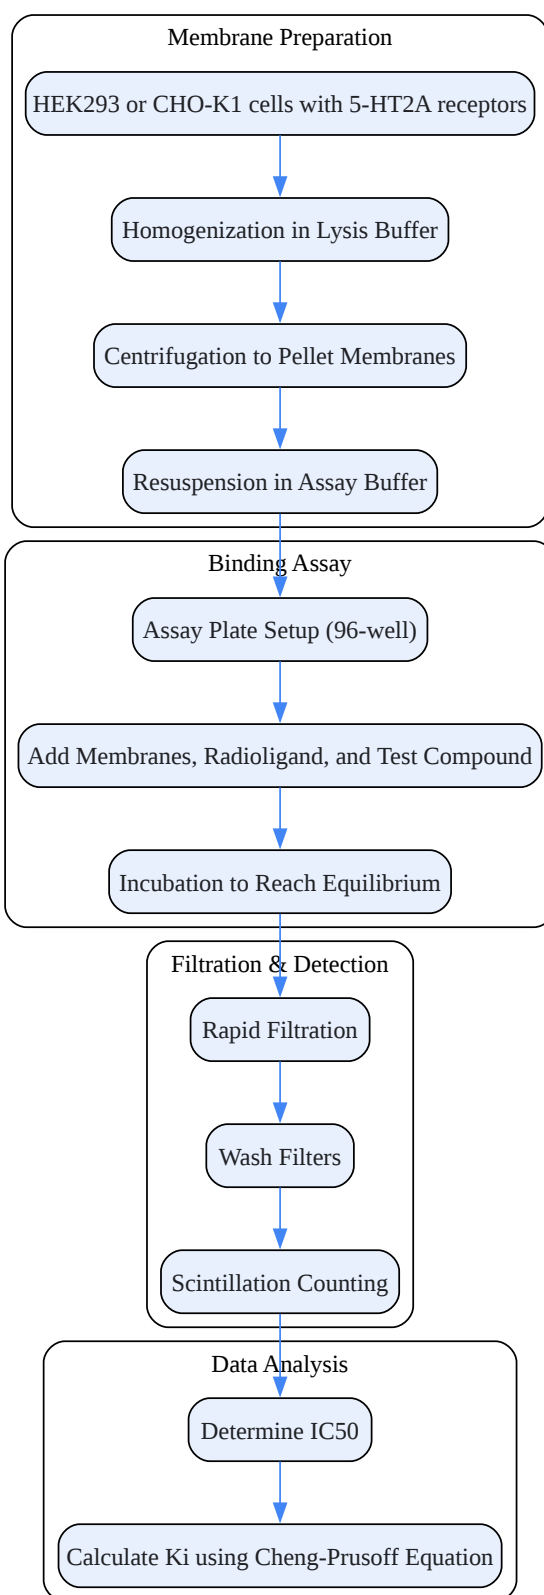 Membrane Preparation
HEK293 or CHO-K1 cells with 5-HT2A receptors
Homogenization in Lysis Buffer
Centrifugation to Pellet Membranes
Resuspension in Assay Buffer
Binding Assay
Assay Plate Setup (96-well)
Add Membranes, Radioligand, and Test Compound
Incubation to Reach Equilibrium
Filtration & Detection
Rapid Filtration
Wash Filters
Scintillation Counting
Data Analysis
Determine IC50
Calculate Ki using Cheng-Prusoff Equation